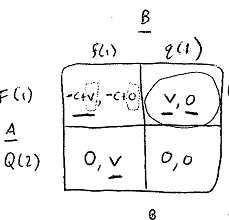 B
f(1) q(1)
F(1) -c+v, -c+0 v, 0
A
Q(2) 0, v 0, 0
B